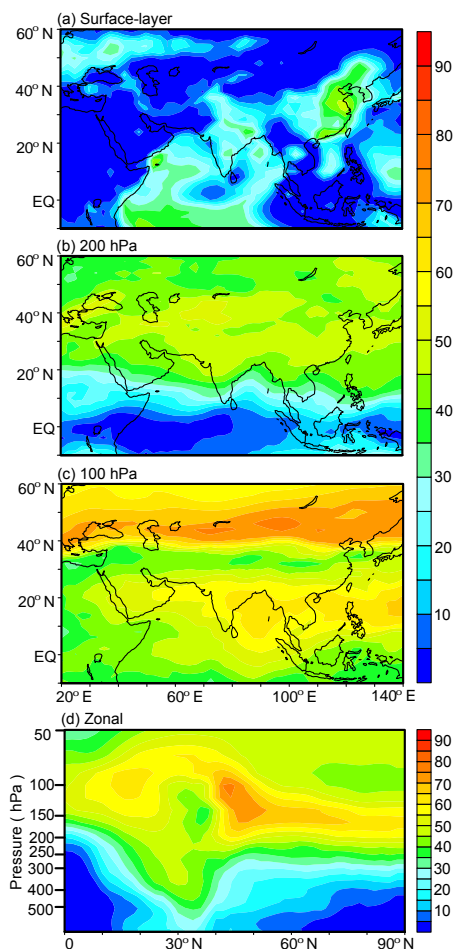 (a) Surface-layer
60° N
40° N
20° N
EQ
90
80
70
60
50
40
30
20
10
(b) 200 hPa
60° N
40° N
20° N
EQ
(c) 100 hPa
60° N
40° N
20° N
EQ
20° E 60° E 100° E 140° E
(d) Zonal
Pressure ( hPa )
50
100
150
200
250
300
400
500
0 30° N 60° N 90° N
90
80
70
60
50
40
30
20
10